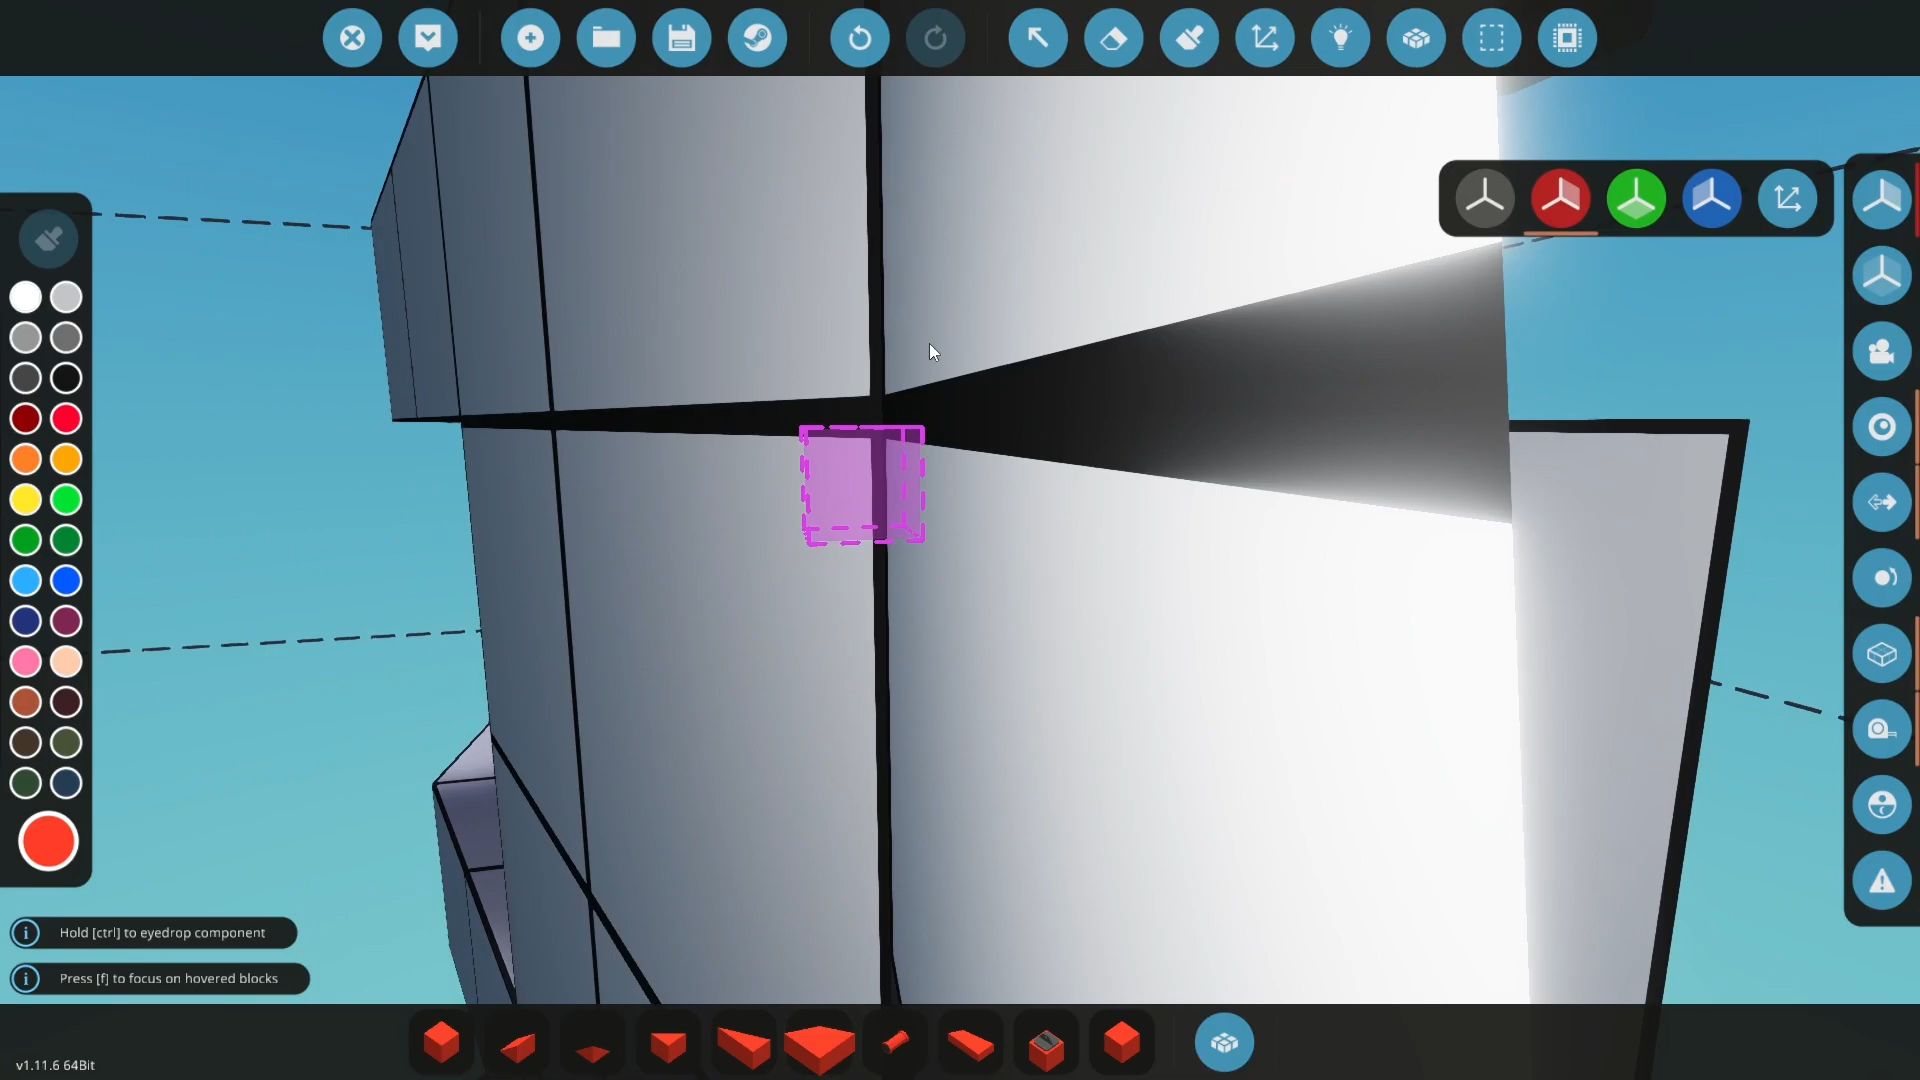 Hold [ctrl] to eyedrop component
Press [f] to focus on hovered blocks
v1.11.6 64Bit